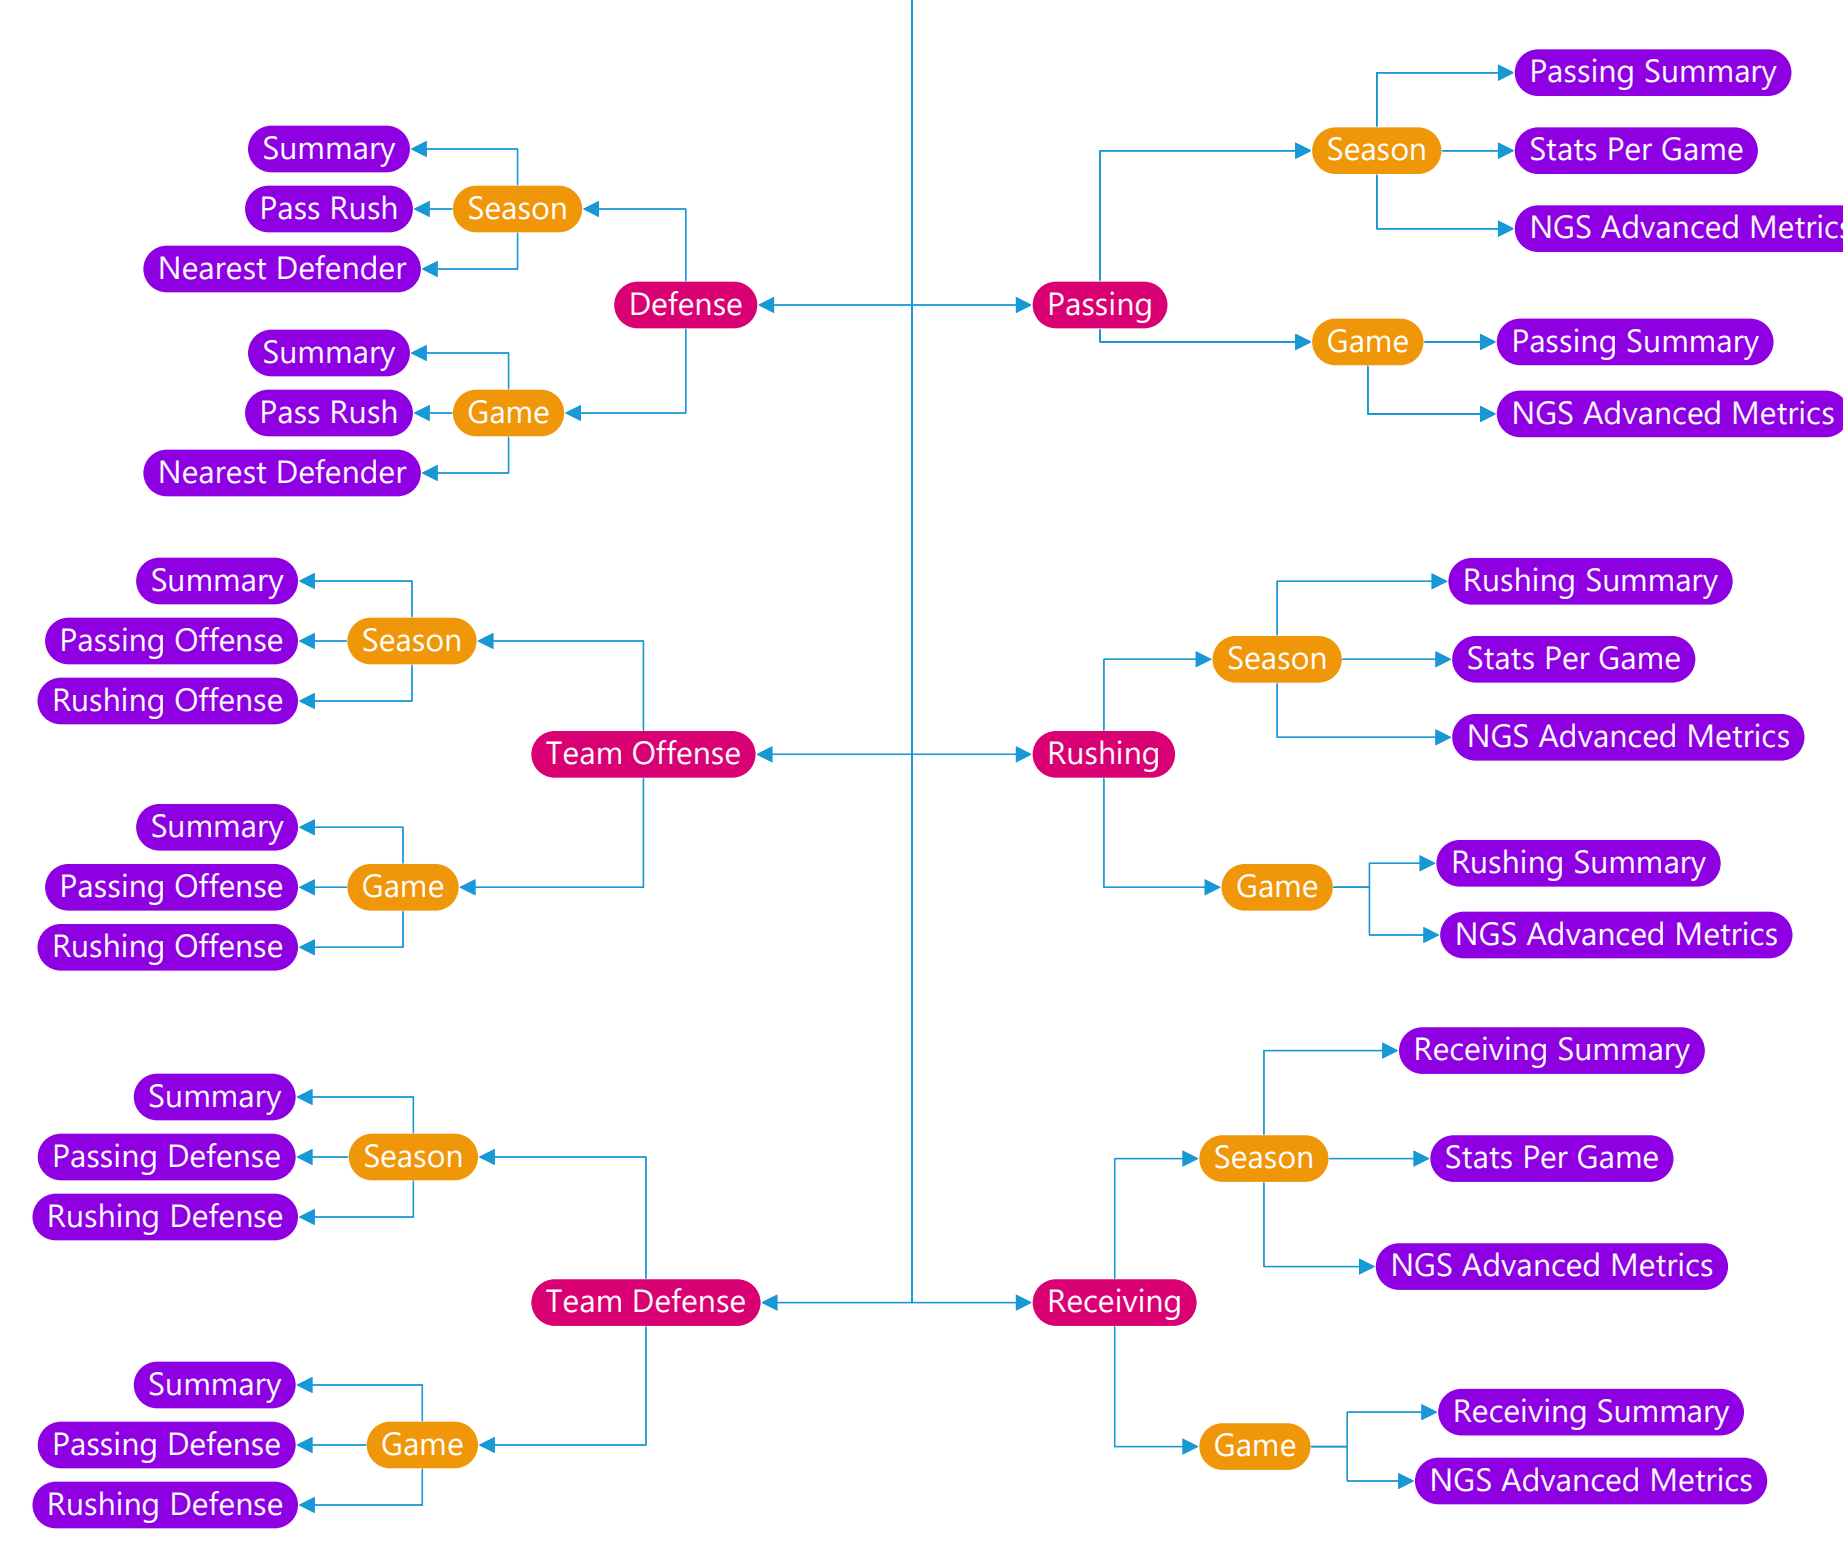 Summary
Pass Rush
Nearest Defender
Season
Summary
Pass Rush
Nearest Defender
Game
Defense
Summary
Passing Offense
Rushing Offense
Season
Summary
Passing Offense
Rushing Offense
Game
Team Offense
Summary
Passing Defense
Rushing Defense
Season
Summary
Passing Defense
Rushing Defense
Game
Team Defense
Passing
Season
Passing Summary
Stats Per Game
NGS Advanced Metrics
Game
Passing Summary
NGS Advanced Metrics
Rushing
Season
Rushing Summary
Stats Per Game
NGS Advanced Metrics
Game
Rushing Summary
NGS Advanced Metrics
Receiving
Season
Receiving Summary
Stats Per Game
NGS Advanced Metrics
Game
Receiving Summary
NGS Advanced Metrics